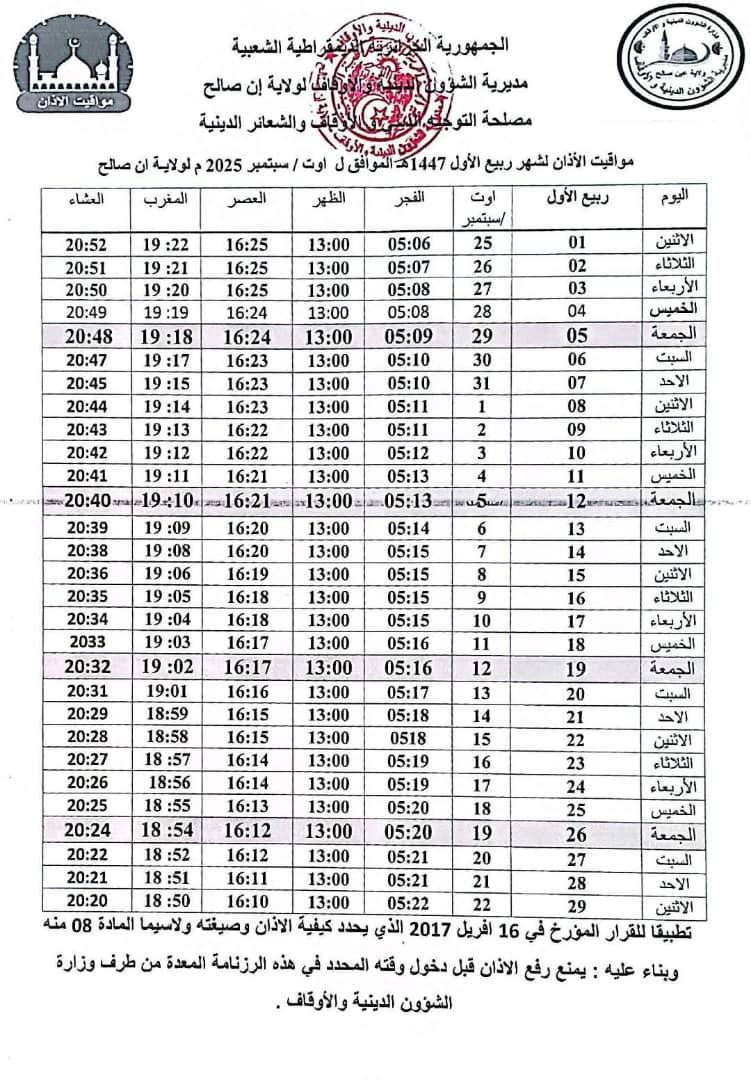 مواقيت الآذان
الجمهورية الجزائرية الديمقراطية الشعبية
مديرية الشؤون الدينية والاوقاف لولاية إن صالح
مصلحة التوجيه الديني و الأوقاف والشعائر الدينية
مواقيت الأذان لشهر ربيع الأول 1447هـ الموافق ل اوت / سبتمبر 2025 م لولاية ان صالح
اليوم ربيع الأول اوت /سبتمبر الفجر الظهر العصر المغرب العشاء
الاثنين 01 25 05:06 13:00 16:25 19 :22 20:52
الثلاثاء 02 26 05:07 13:00 16:25 19 :21 20:51
الأربعاء 03 27 05:08 13:00 16:25 19 :20 20:50
الخميس 04 28 05:08 13:00 16:24 19 :19 20:49
الجمعة 05 29 05:09 13:00 16:24 19 :18 20:48
السبت 06 30 05:10 13:00 16:23 19 :17 20:47
الاحد 07 31 05:10 13:00 16:23 19 :15 20:45
الاثنين 08 1 05:11 13:00 16:23 19 :14 20:44
الثلاثاء 09 2 05:11 13:00 16:22 19 :13 20:43
الأربعاء 10 3 05:12 13:00 16:22 19 :12 20:42
الخميس 11 4 05:13 13:00 16:21 19 :11 20:41
الجمعة 12 5 05:13 13:00 16:21 19 :10 20:40
السبت 13 6 05:14 13:00 16:20 19 :09 20:39
الاحد 14 7 05:15 13:00 16:20 19 :08 20:38
الاثنين 15 8 05:15 13:00 16:19 19 :06 20:36
الثلاثاء 16 9 05:15 13:00 16:18 19 :05 20:35
الأربعاء 17 10 05:15 13:00 16:18 19 :04 20:34
الخميس 18 11 05:16 13:00 16:17 19 :03 2033
الجمعة 19 12 05:16 13:00 16:17 19 :02 20:32
السبت 20 13 05:17 13:00 16:16 19:01 20:31
الاحد 21 14 05:18 13:00 16:15 18:59 20:29
الاثنين 22 15 0518 13:00 16:15 18:58 20:28
الثلاثاء 23 16 05:19 13:00 16:14 18 :57 20:27
الأربعاء 24 17 05:19 13:00 16:14 18:56 20:26
الخميس 25 18 05:20 13:00 16:13 18 :55 20:25
الجمعة 26 19 05:20 13:00 16:12 18 :54 20:24
السبت 27 20 05:21 13:00 16:12 18 :52 20:22
الاحد 28 21 05:21 13:00 16:11 18 :51 20:21
الاثنين 29 22 05:22 13:00 16:10 18 :50 20:20
تطبيقا للقرار المؤرخ في 16 افريل 2017 الذي يحدد كيفية الاذان وصيغته ولاسيما المادة 08 منه
وبناء عليه : يمنع رفع الاذان قبل دخول وقته المحدد في هذه الرزنامة المعدة من طرف وزارة
الشؤون الدينية والأوقاف .